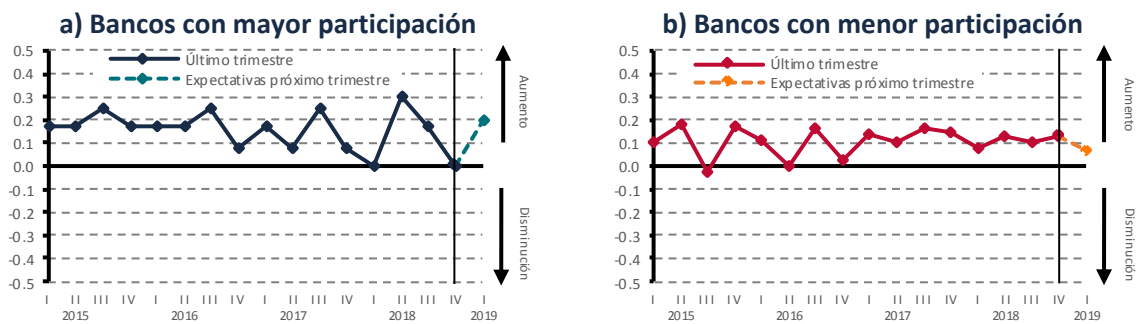 a) Bancos con mayor participación
0.5
0.4
0.3
0.2
0.1
0.0
-0.1
-0.2
-0.3
-0.4
-0.5
Último trimestre
Expectativas próximo trimestre
Aumento
Disminución
I II III IV I II III IV I II III IV I II III IV I
2015 2016 2017 2018 2019
b) Bancos con menor participación
0.5
0.4
0.3
0.2
0.1
0.0
-0.1
-0.2
-0.3
-0.4
-0.5
Último trimestre
Expectativas próximo trimestre
Aumento
Disminución
I II III IV I II III IV I II III IV I II III IV I
2015 2016 2017 2018 2019